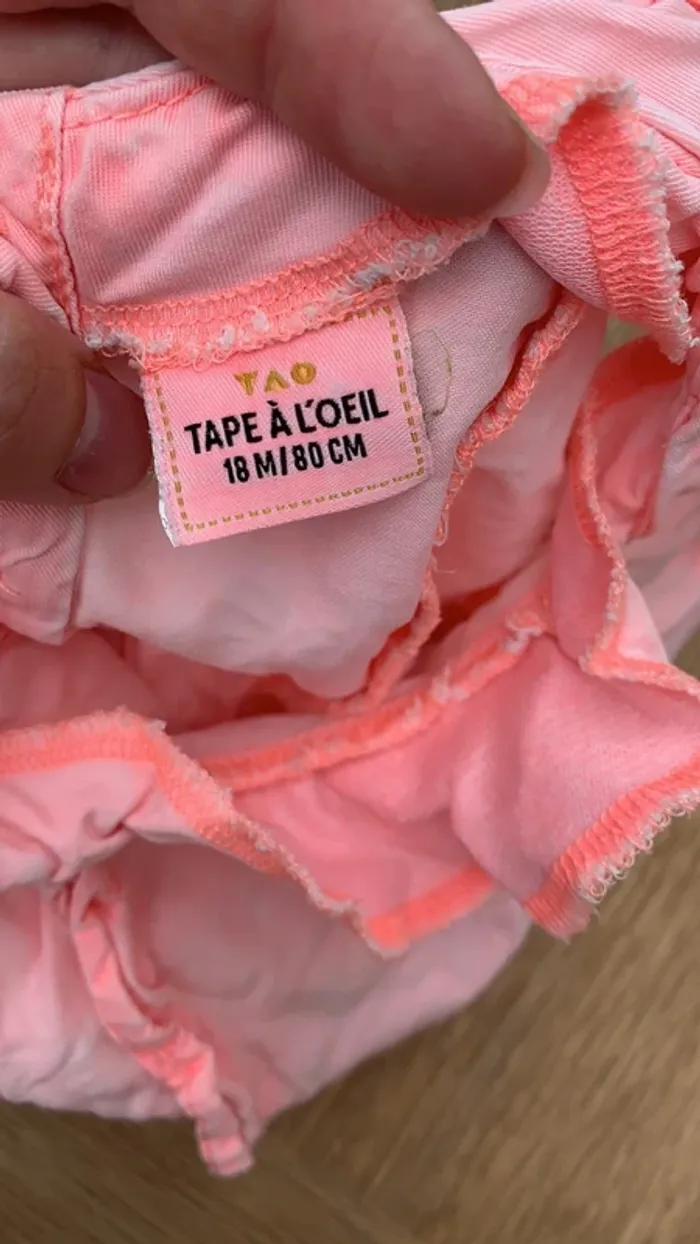 TAO
TAPE À L'OEIL
18 M/80 CM